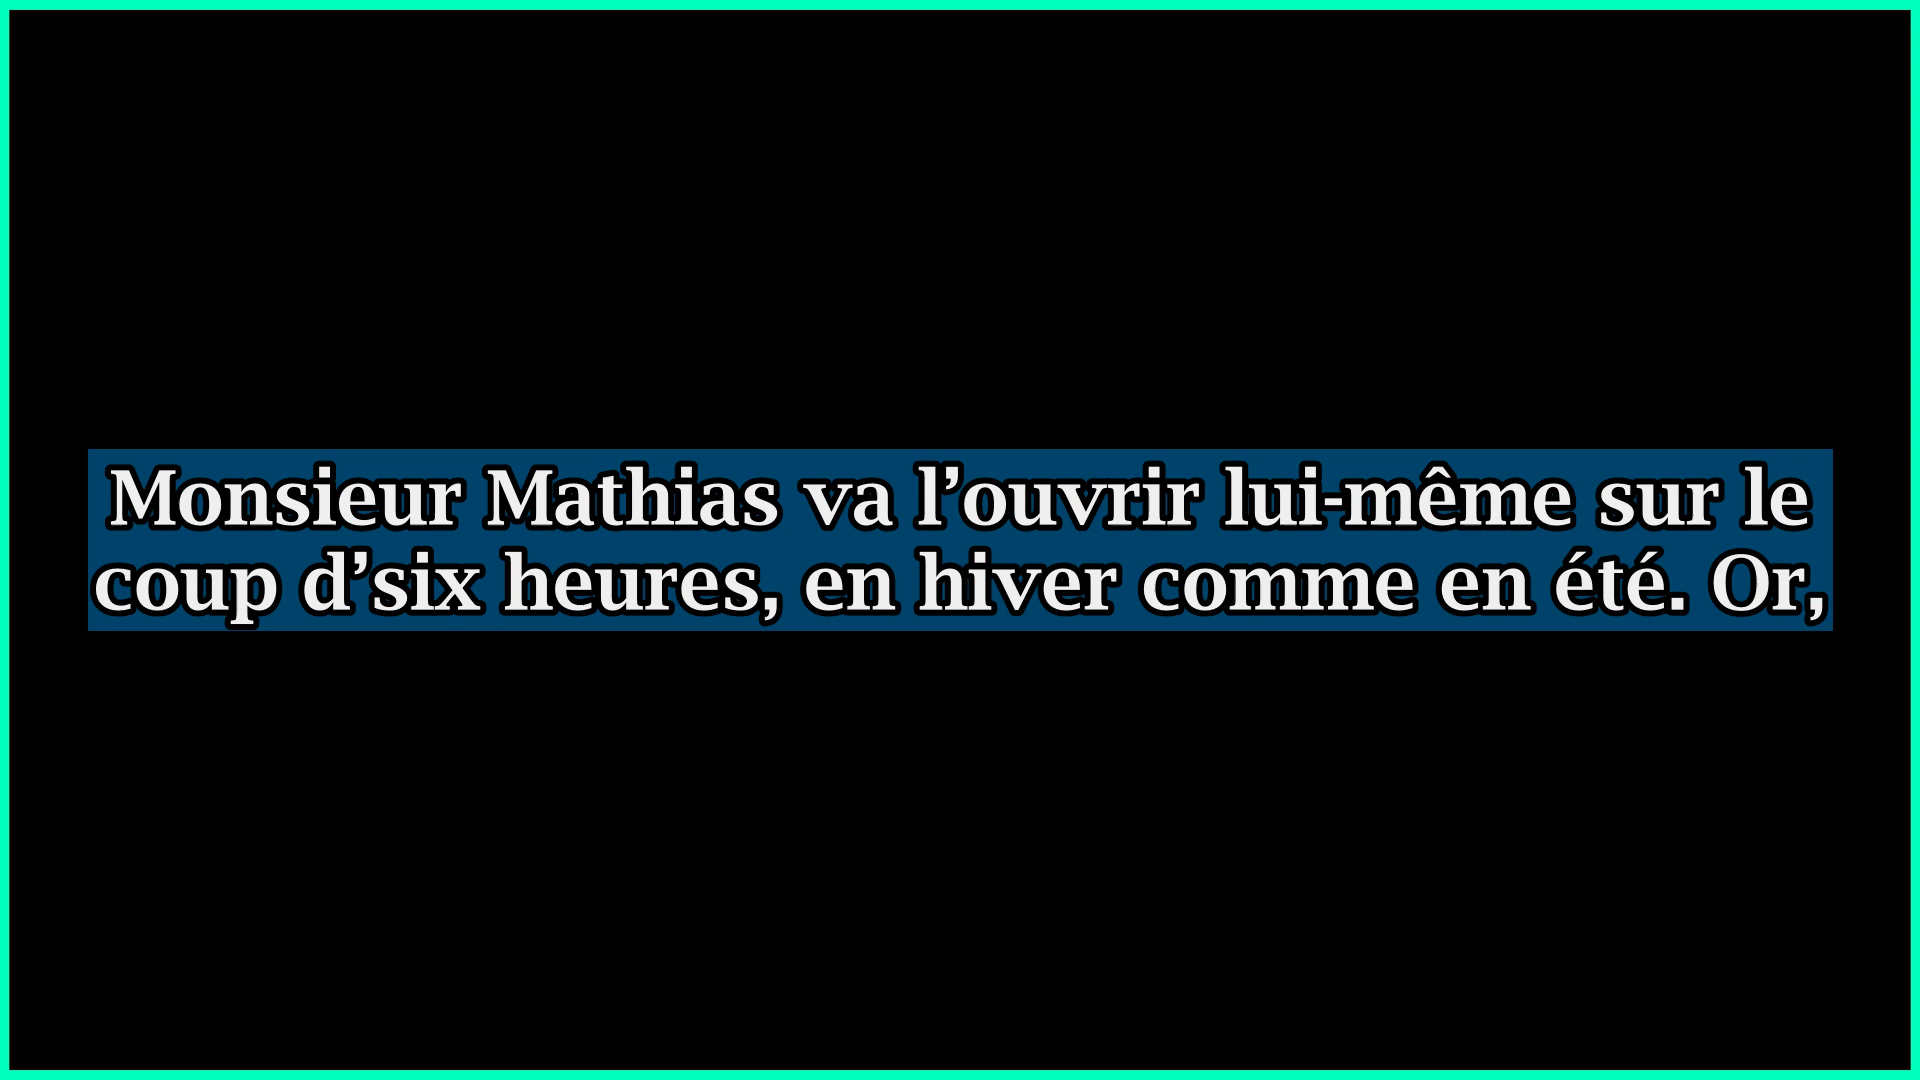 Monsieur Mathias va l’ouvrir lui-même sur le
coup d’six heures, en hiver comme en été. Or,